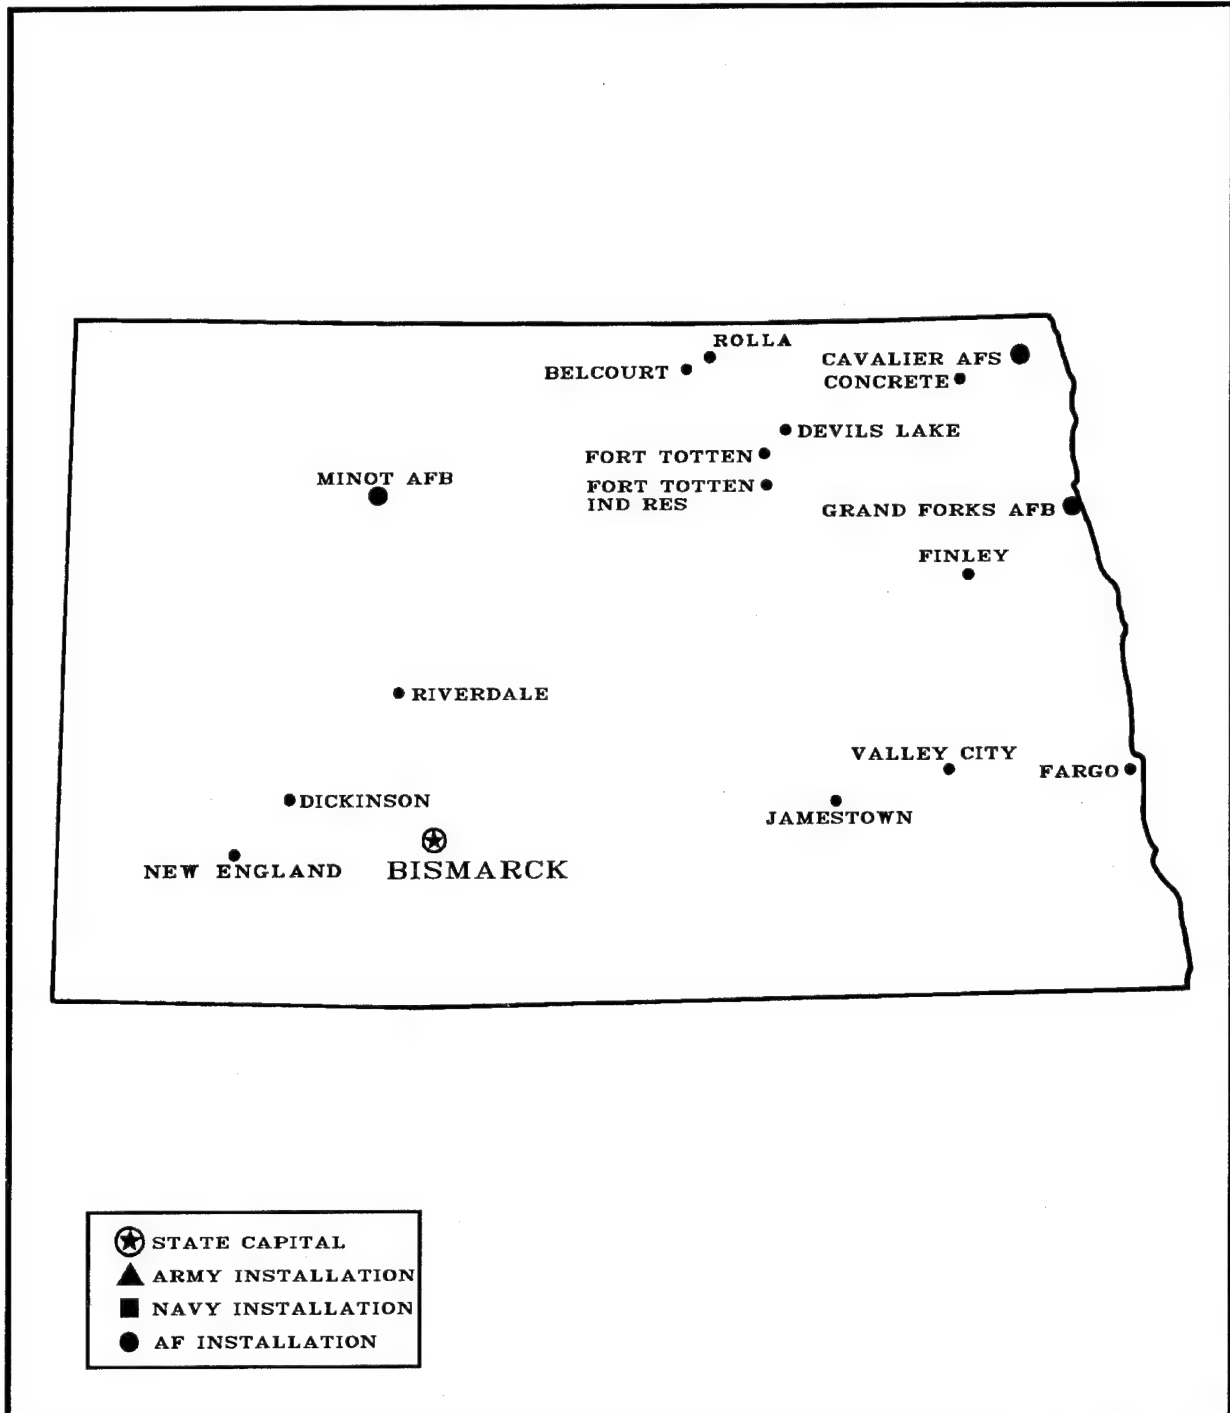 ROLLA
BELCOURT
CAVALIER AFS
CONCRETE
DEVILS LAKE
FORT TOTTEN
MINOT AFB
FORT TOTTEN
IND RES
GRAND FORKS AFB
FINLEY
RIVERDALE
VALLEY CITY
FARGO
DICKINSON
JAMESTOWN
NEW ENGLAND
BISMARCK
STATE CAPITAL
ARMY INSTALLATION
NAVY INSTALLATION
AF INSTALLATION